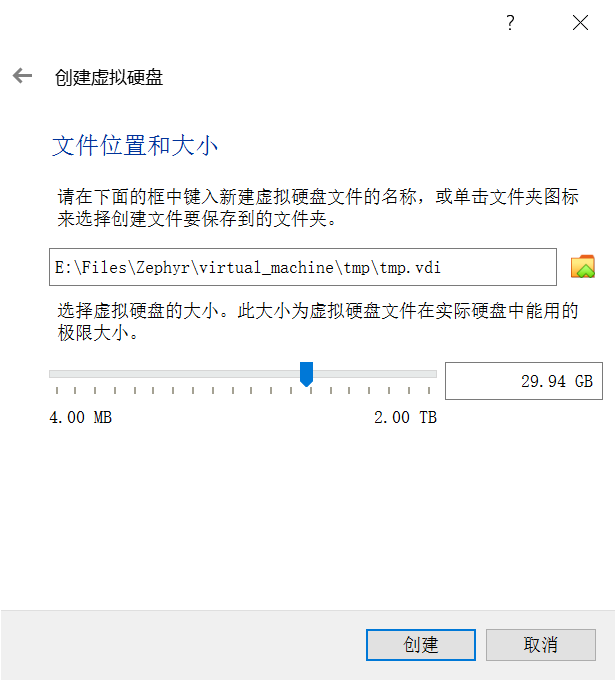 ?
创建虚拟硬盘
文件位置和大小
请在下面的框中键入新建虚拟硬盘文件的名称，或单击文件夹图标
来选择创建文件要保存到的文件夹。
E:\Files\Zephyr\virtual_machine\tmp\tmp.vdi
选择虚拟硬盘的大小。此大小为虚拟硬盘文件在实际硬盘中能用的
极限大小。
29.94 GB
4.00 MB 2.00 TB
创建 取消